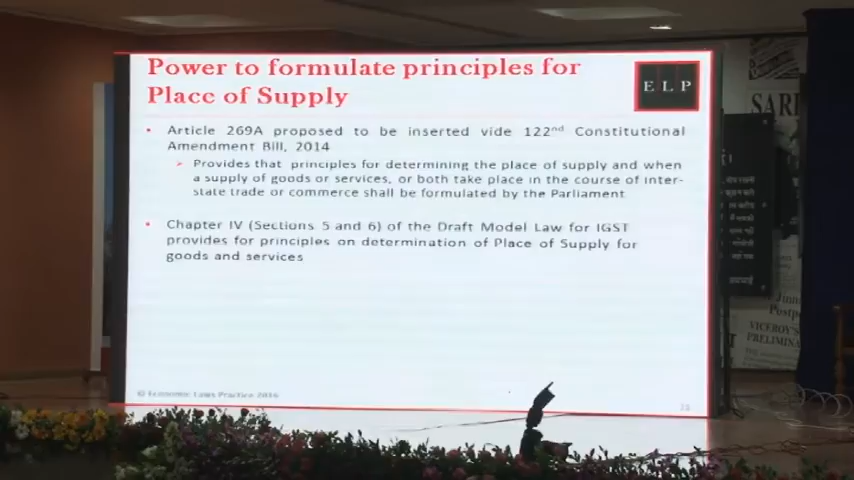 Power to formulate principles for
Place of Supply
E L P
• Article 269A proposed to be inserted vide 122nd Constitutional
Amendment Bill, 2014
➢ Provides that principles for determining the place of supply and when
a supply of goods or services, or both take place in the course of inter-
state trade or commerce shall be formulated by the Parliament
• Chapter IV (Sections 5 and 6) of the Draft Model Law for IGST
provides for principles on determination of Place of Supply for
goods and services
© Economic Laws Practice 2016
SARD
VICEROY'S
PRELIMINA